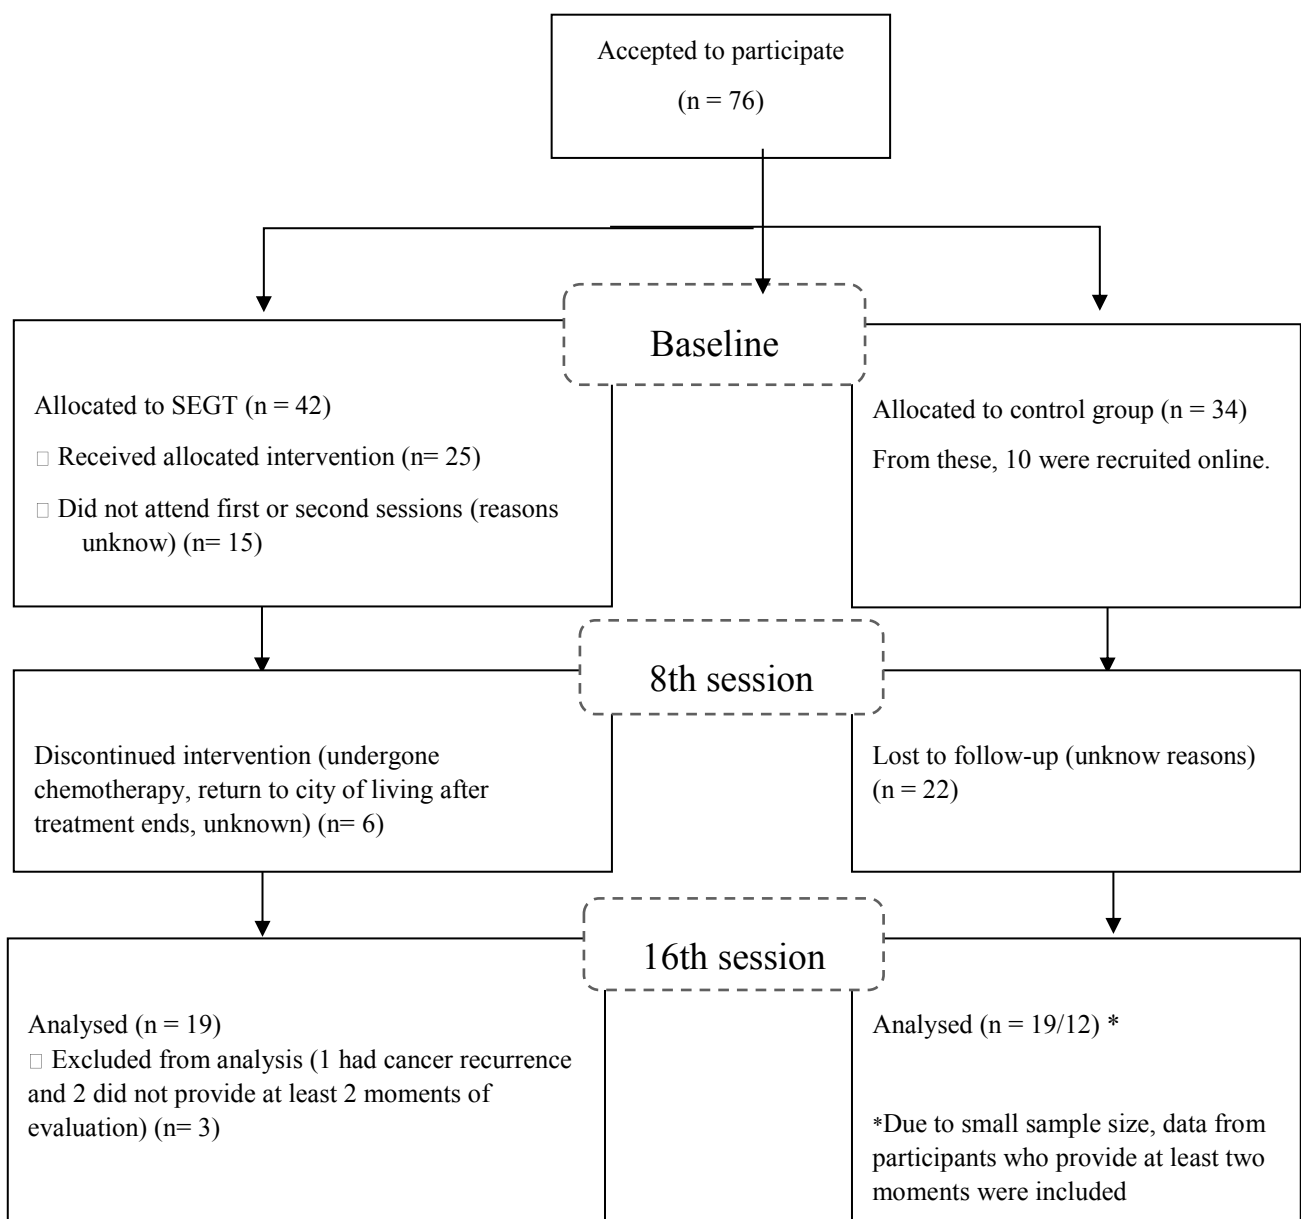 Accepted to participate
(n = 76)
Baseline
Allocated to SEGT (n = 42)
□ Received allocated intervention (n= 25)
□ Did not attend first or second sessions (reasons
unknow) (n= 15)
Allocated to control group (n = 34)
From these, 10 were recruited online.
8th session
Discontinued intervention (undergone
chemotherapy, return to city of living after
treatment ends, unknown) (n= 6)
Lost to follow-up (unknow reasons)
(n = 22)
16th session
Analysed (n = 19)
□ Excluded from analysis (1 had cancer recurrence
and 2 did not provide at least 2 moments of
evaluation) (n= 3)
Analysed (n = 19/12) *
*Due to small sample size, data from
participants who provide at least two
moments were included